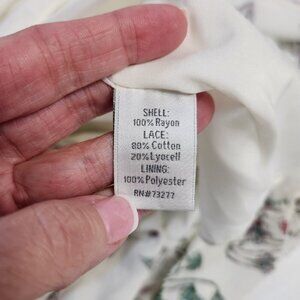 SHELL:
100% Rayon
LACE:
80% Cotton
20% Lyocell
LINING:
100% Polyester
RN#73277